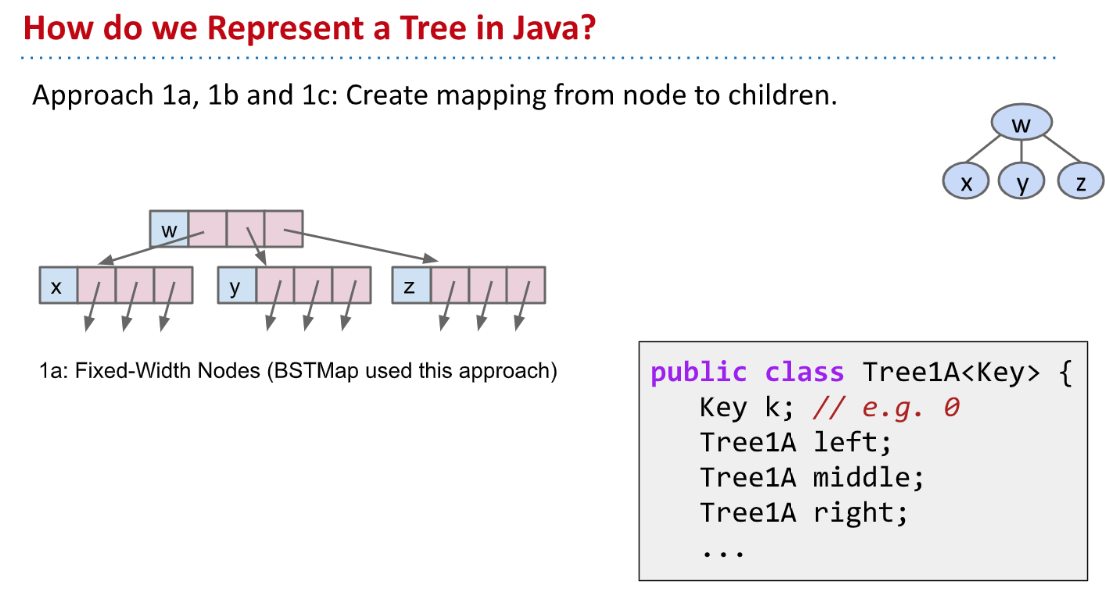 How do we Represent a Tree in Java?
Approach 1a, 1b and 1c: Create mapping from node to children.
w
x y z
w
x y z
1a: Fixed-Width Nodes (BSTMap used this approach)
public class Tree1A<Key> {
Key k; // e.g. 0
Tree1A left;
Tree1A middle;
Tree1A right;
...